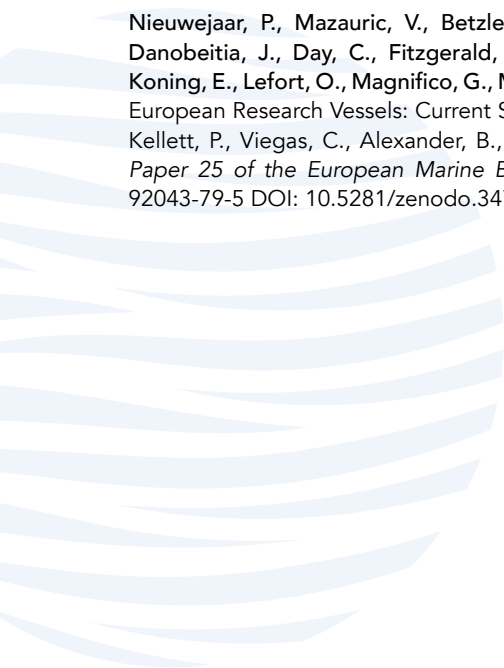 Nieuwejaar, P., Mazauric, V., Betzle
Danobeitia, J., Day, C., Fitzgerald,
Koning, E., Lefort, O., Magnifico, G.,
European Research Vessels: Current
Kellett, P., Viegas, C., Alexander, B.,
Paper 25 of the European Marine
92043-79-5 DOI: 10.5281/zenodo.34